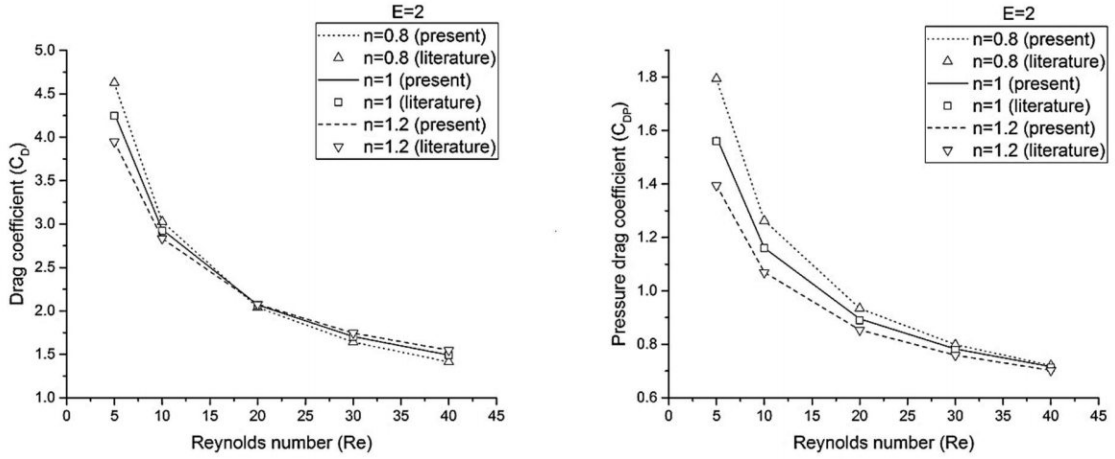 E=2
n=0.8 (present)
n=0.8 (literature)
n=1 (present)
n=1 (literature)
n=1.2 (present)
n=1.2 (literature)
Drag coefficient (C_D)
5.0
4.5
4.0
3.5
3.0
2.5
2.0
1.5
1.0
0 5 10 15 20 25 30 35 40 45
Reynolds number (Re)
E=2
n=0.8 (present)
n=0.8 (literature)
n=1 (present)
n=1 (literature)
n=1.2 (present)
n=1.2 (literature)
Pressure drag coefficient (C_DP)
1.8
1.6
1.4
1.2
1.0
0.8
0.6
0 5 10 15 20 25 30 35 40 45
Reynolds number (Re)